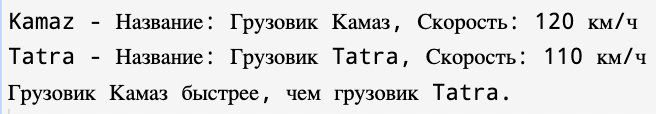 Kamaz - Название: Грузовик Камаз, Скорость: 120 км/ч
Tatra - Название: Грузовик Tatra, Скорость: 110 км/ч
Грузовик Камаз быстрее, чем грузовик Tatra.